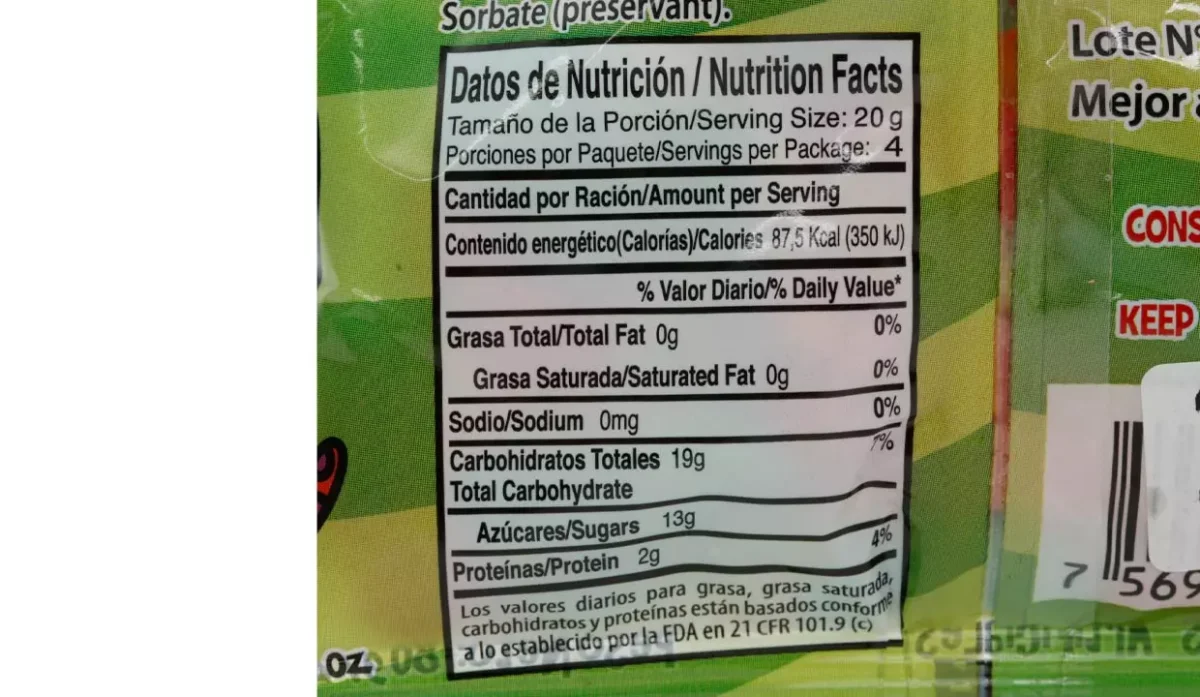 Sorbate (preservant).
Datos de Nutrición / Nutrition Facts
Tamaño de la Porción/Serving Size: 20 g
Porciones por Paquete/Servings per Package: 4
Cantidad por Ración/Amount per Serving
Contenido energético(Calorías)/Calories 87,5 Kcal (350 kJ)
% Valor Diario/% Daily Value*
Grasa Total/Total Fat 0g 0%
Grasa Saturada/Saturated Fat 0g 0%
Sodio/Sodium 0mg 0%
Carbohidratos Totales 19g 7%
Total Carbohydrate
Azúcares/Sugars 13g
Proteínas/Protein 2g 4%
Los valores diarios para grasa, grasa saturada,
carbohidratos y proteínas están basados conforme
a lo establecido por la FDA en 21 CFR 101.9 (c)
oz.
Lote N°
Mejor
CONS
KEEP
7 569